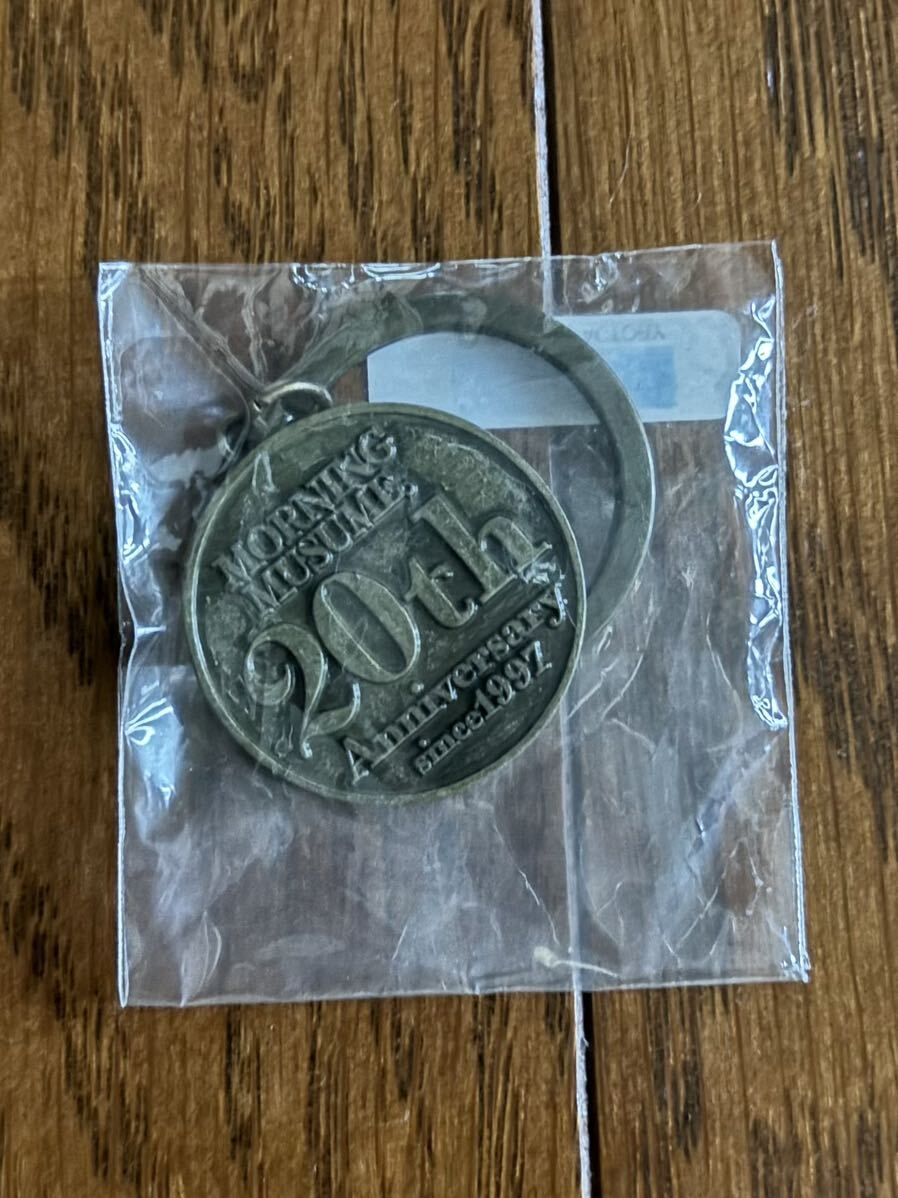 MORNING
MUSUME。
20th
Anniversary
since1997